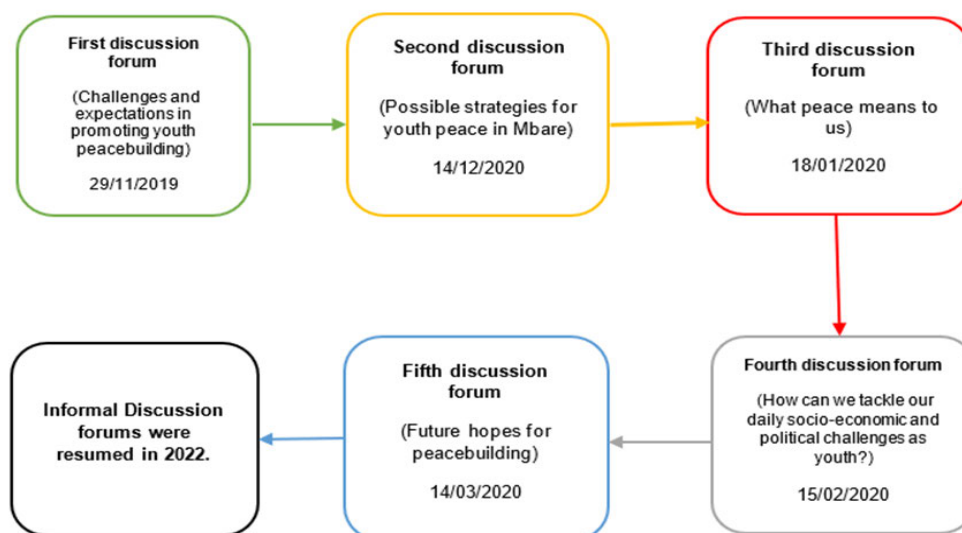 First discussion
forum
(Challenges and
expectations in
promoting youth
peacebuilding)
29/11/2019
Second discussion
forum
(Possible strategies for
youth peace in Mbare)
14/12/2020
Third discussion
forum
(What peace means to
us)
18/01/2020
Fourth discussion forum
(How can we tackle our
daily socio-economic and
political challenges as
youth?)
15/02/2020
Fifth discussion
forum
(Future hopes for
peacebuilding)
14/03/2020
Informal Discussion
forums were
resumed in 2022.